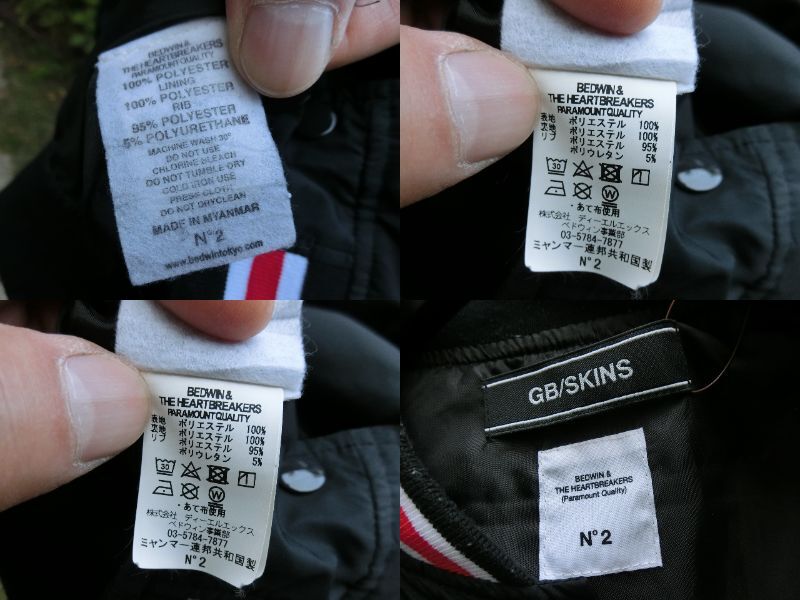 BEDWIN &
THE HEARTBREAKERS
PARAMOUNT QUALITY
100% POLYESTER
LINING
100% POLYESTER
RIB
95% POLYESTER
5% POLYURETHANE
MACHINE WASH 30°
DO NOT USE
CHLORINE BLEACH
DO NOT TUMBLE DRY
COLD IRON USE
PRESS CLOTH
DO NOT DRYCLEAN
MADE IN MYANMAR
N°2
www.bedwintokyo.com
BEDWIN &
THE HEARTBREAKERS
PARAMOUNT QUALITY
表地 ポリエステル 100%
裏地 ポリエステル 100%
リブ ポリエステル 95%
ポリウレタン 5%
30
W
・あて布使用
株式会社 ディーエルエックス
ベドウィン事業部
03-5784-7877
ミャンマー連邦共和国製
N°2
BEDWIN &
THE HEARTBREAKERS
PARAMOUNT QUALITY
表地 ポリエステル 100%
裏地 ポリエステル 100%
リブ ポリエステル 95%
ポリウレタン 5%
30
W
・あて布使用
株式会社 ディーエルエックス
ベドウィン事業部
03-5784-7877
ミャンマー連邦共和国製
N°2
GB/SKINS
BEDWIN &
THE HEARTBREAKERS
(Paramount Quality)
N°2